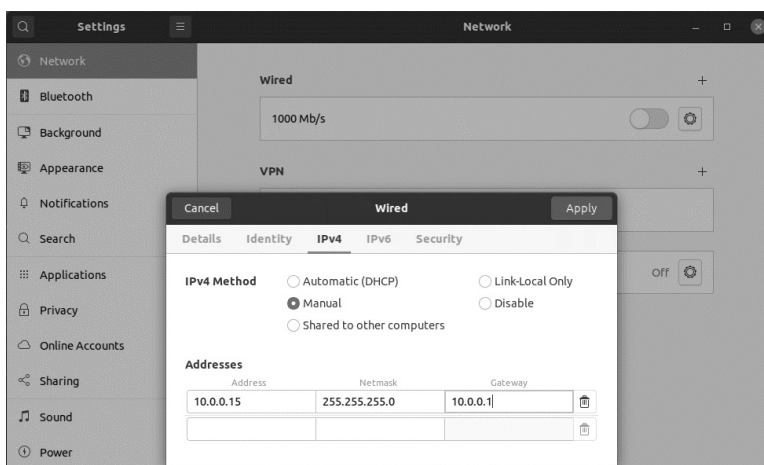 Settings
Network
Network
Bluetooth
Background
Appearance
Notifications
Search
Applications
Privacy
Online Accounts
Sharing
Sound
Power
Wired
1000 Mb/s
VPN
Off
Cancel
Wired
Apply
Details Identity IPv4 IPv6 Security
IPv4 Method
Automatic (DHCP)
Link-Local Only
Manual
Disable
Shared to other computers
Addresses
Address Netmask Gateway
10.0.0.15 255.255.255.0 10.0.0.1